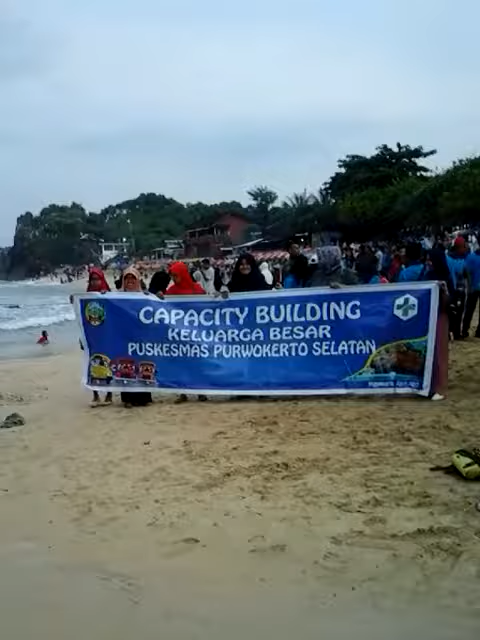 CAPACITY BUILDING
KELUARGA BESAR
PUSKESMAS PURWOKERTO SELATAN